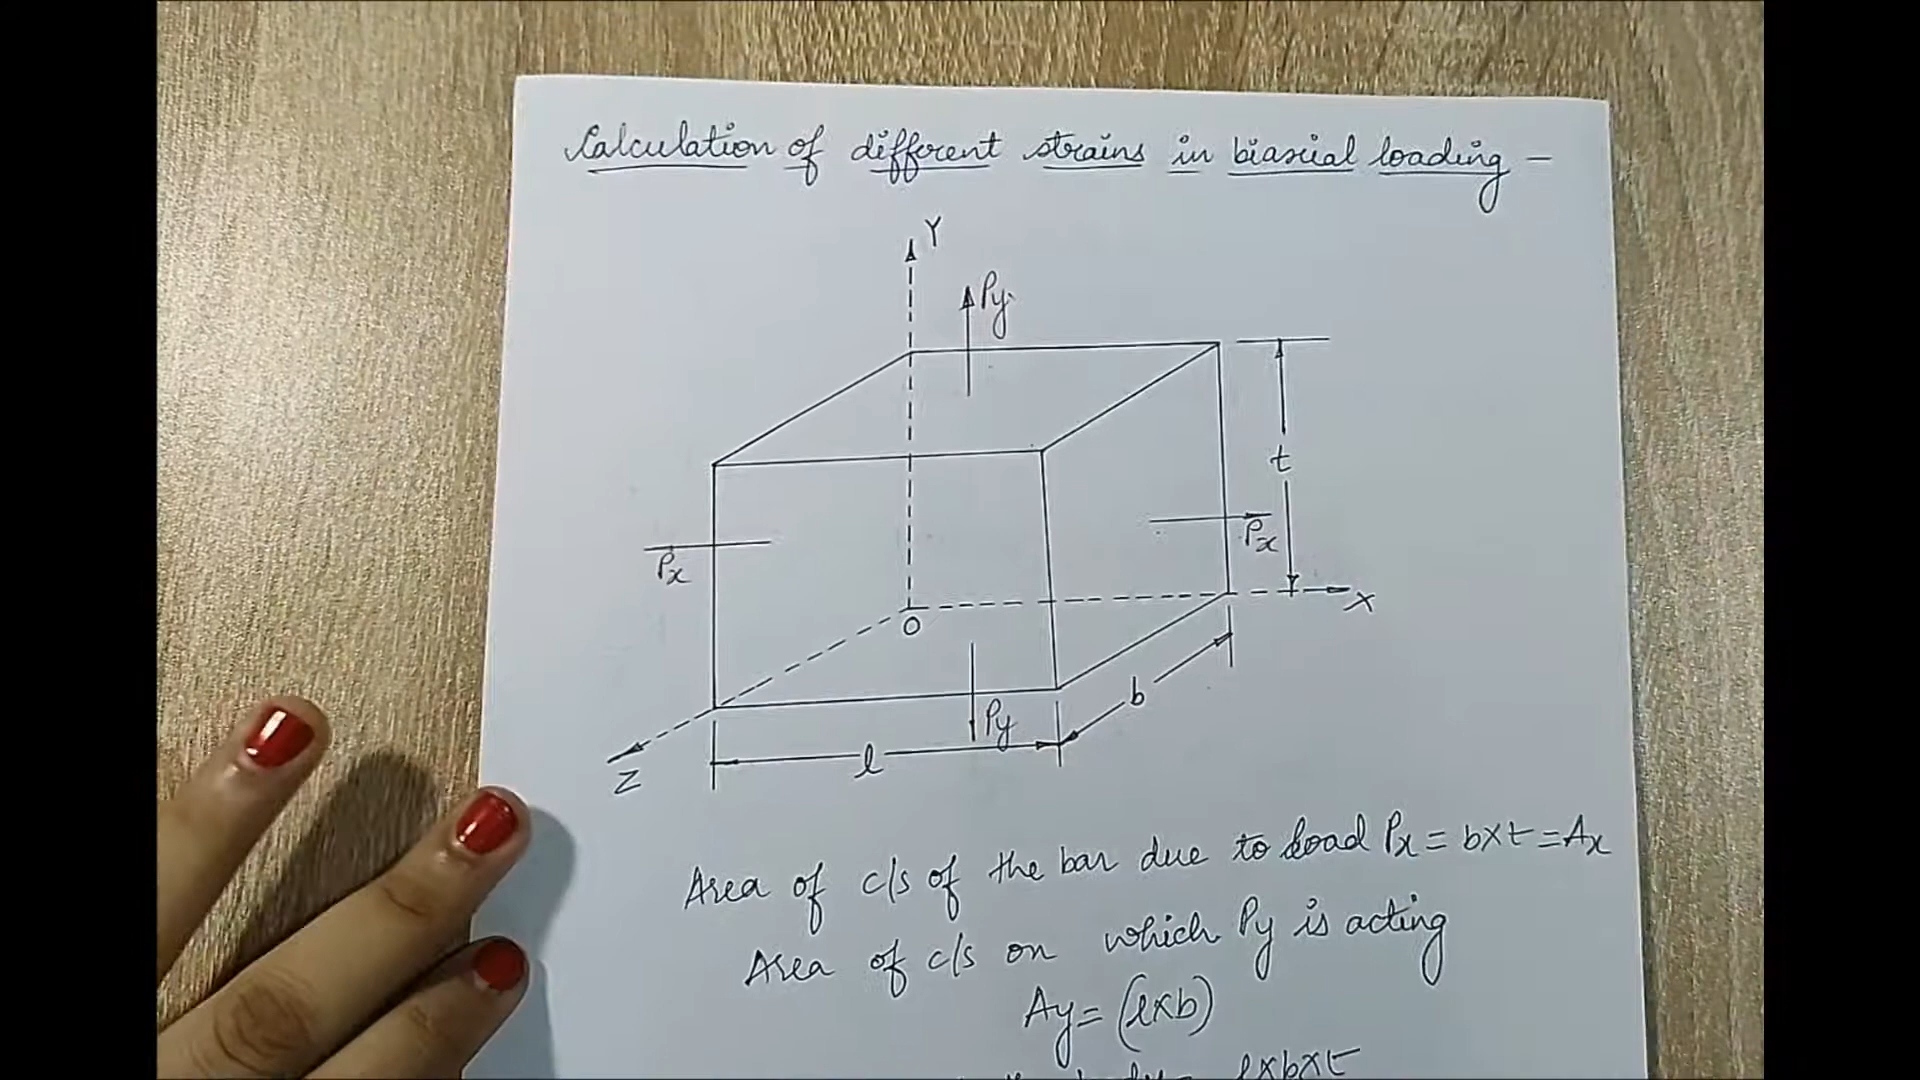 Calculation of different strains in biaxial loading —
Y
Py
t
Px
Px
X
O
b
Py
l
Z
Area of c/s of the bar due to load Px = b×t = Ax
Area of c/s on which Py is acting
Ay = (l×b)
= l×b×t